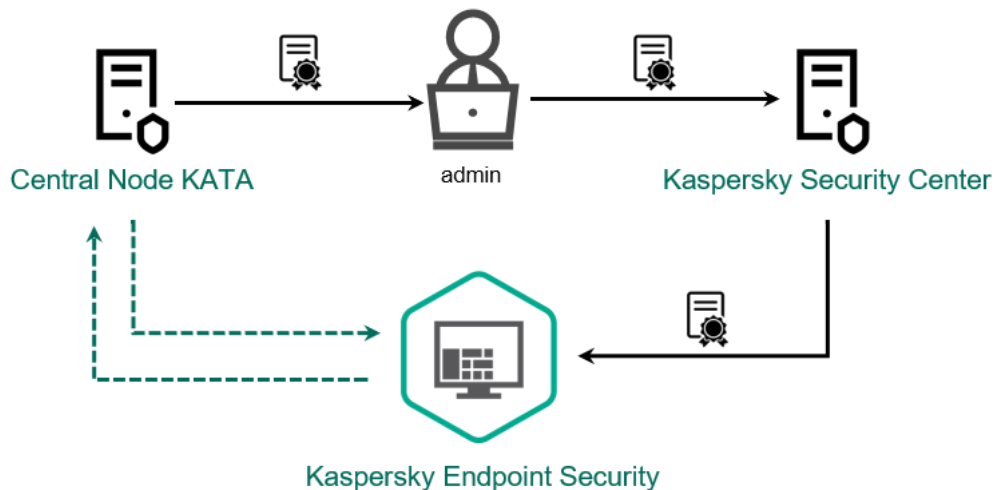 admin
Central Node KATA
Kaspersky Security Center
Kaspersky Endpoint Security